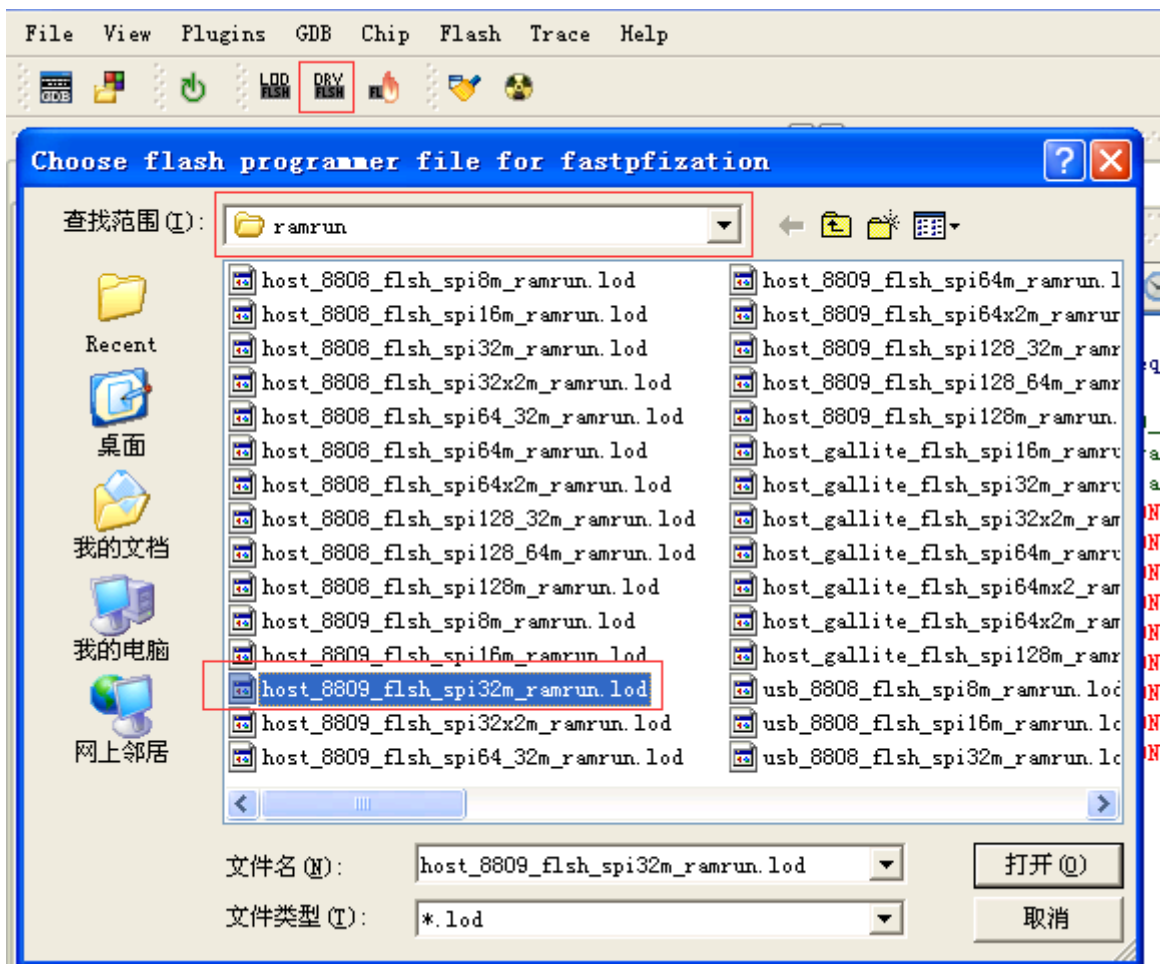 File View Plugins GDB Chip Flash Trace Help
GDB LOD FLSH DRV FLSH FL
Choose flash programmer file for fastpfization
查找范围(I): ramrun
Recent
桌面
我的文档
我的电脑
网上邻居
host_8808_flsh_spi8m_ramrun.lod
host_8808_flsh_spi16m_ramrun.lod
host_8808_flsh_spi32m_ramrun.lod
host_8808_flsh_spi32x2m_ramrun.lod
host_8808_flsh_spi64_32m_ramrun.lod
host_8808_flsh_spi64m_ramrun.lod
host_8808_flsh_spi64x2m_ramrun.lod
host_8808_flsh_spi128_32m_ramrun.lod
host_8808_flsh_spi128_64m_ramrun.lod
host_8808_flsh_spi128m_ramrun.lod
host_8809_flsh_spi8m_ramrun.lod
host_8809_flsh_spi16m_ramrun.lod
host_8809_flsh_spi32m_ramrun.lod
host_8809_flsh_spi32x2m_ramrun.lod
host_8809_flsh_spi64_32m_ramrun.lod
host_8809_flsh_spi64m_ramrun.l
host_8809_flsh_spi64x2m_ramrur
host_8809_flsh_spi128_32m_ramr
host_8809_flsh_spi128_64m_ramr
host_8809_flsh_spi128m_ramrun.
host_gallite_flsh_spi16m_ramru
host_gallite_flsh_spi32m_ramru
host_gallite_flsh_spi32x2m_ram
host_gallite_flsh_spi64m_ramru
host_gallite_flsh_spi64mx2_ram
host_gallite_flsh_spi64x2m_ram
host_gallite_flsh_spi128m_ramr
usb_8808_flsh_spi8m_ramrun.lod
usb_8808_flsh_spi16m_ramrun.lo
usb_8808_flsh_spi32m_ramrun.lo
文件名(N): host_8809_flsh_spi32m_ramrun.lod 打开(O)
文件类型(T): *.lod 取消